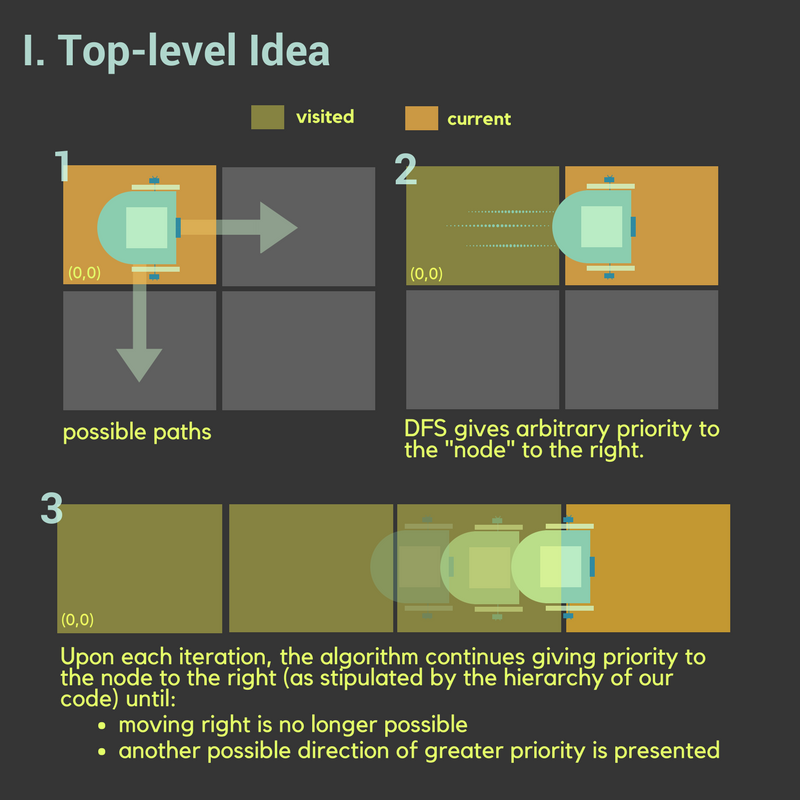 I. Top-level Idea
visited
current
1
(0,0)
possible paths
2
(0,0)
DFS gives arbitrary priority to
the "node" to the right.
3
(0,0)
Upon each iteration, the algorithm continues giving priority to
the node to the right (as stipulated by the hierarchy of our
code) until:
• moving right is no longer possible
• another possible direction of greater priority is presented